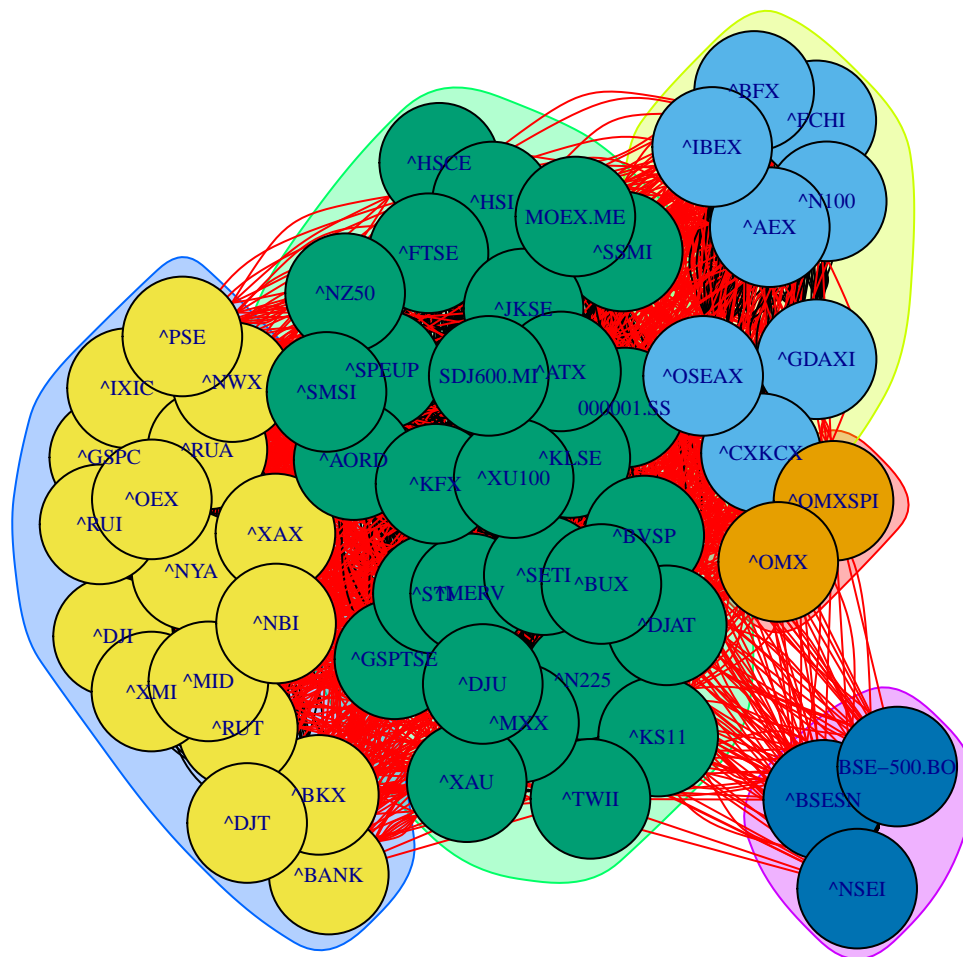 ^BFX
^FCHI
^IBEX
^HSCE
^HSI
^N100
MOEX.ME
^AEX
^FTSE
^SSMI
^NZ50
^JKSE
^PSE
^GDAXI
^SPEUP
SDJ600.MI
^ATX
^OSEAX
^IXIC
^NWX
^SMSI
000001.SS
^RUA
^CXKCX
^GSPC
^AORD
^KLSE
^XU100
^KFX
^OEX
^OMXSPI
^RUI
^XAX
^BVSP
^OMX
^NYA
^SETI
^BUX
^STI
^MERV
^NBI
^DJAT
^DJI
^GSPTSE
^N225
^MID
^DJU
^XMI
^MXX
^RUT
^KS11
BSE−500.BO
^XAU
^BKX
^TWII
^BSESN
^DJT
^BANK
^NSEI